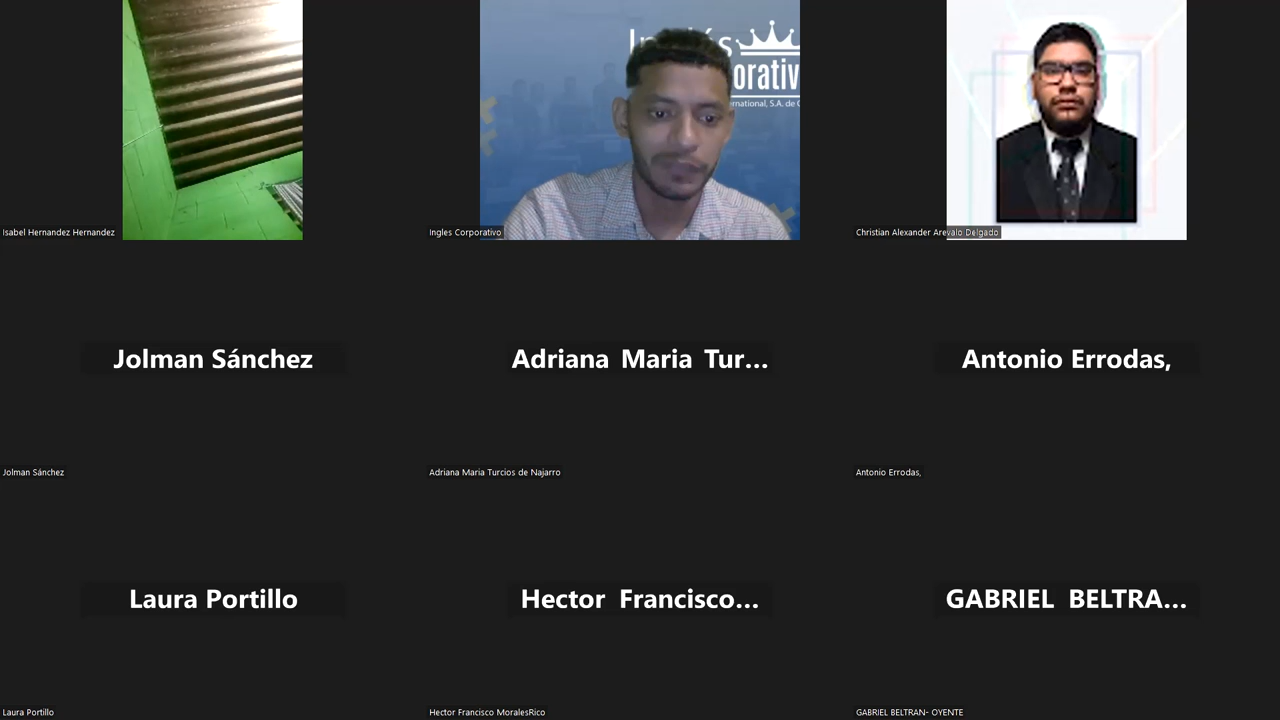 Isabel Hernandez Hernandez
Ingles Corporativo
Christian Alexander Arevalo Delgado
Jolman Sánchez
Adriana Maria Tur...
Antonio Errodas,
Jolman Sánchez
Adriana Maria Turcios de Najarro
Antonio Errodas,
Laura Portillo
Hector Francisco...
GABRIEL BELTRA...
Laura Portillo
Hector Francisco MoralesRico
GABRIEL BELTRAN- OYENTE